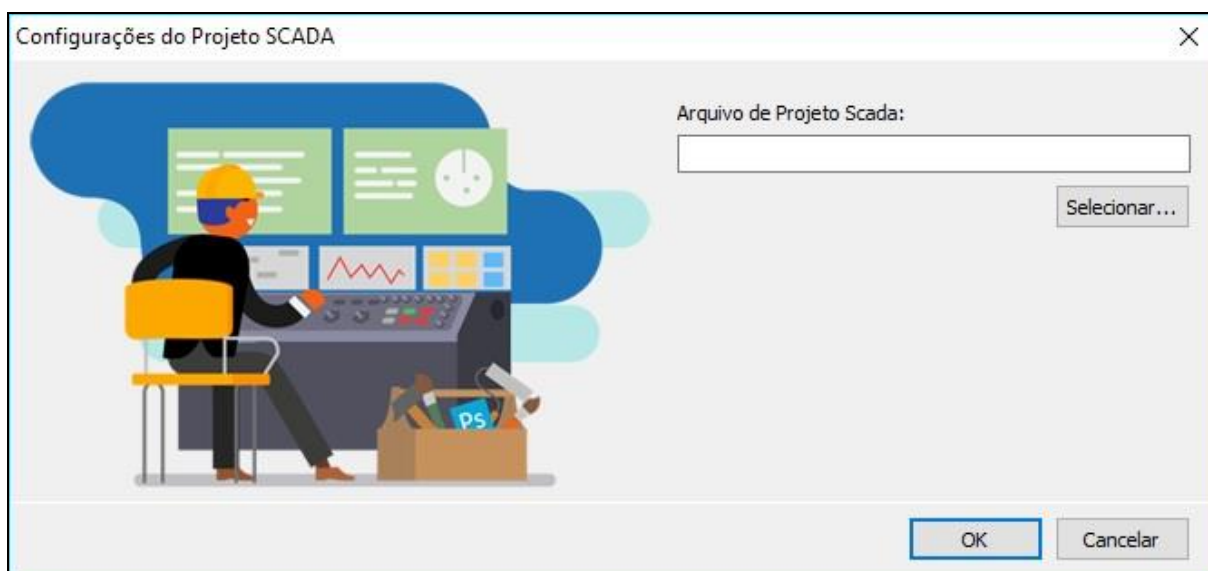 Configurações do Projeto SCADA
Arquivo de Projeto Scada:
Selecionar...
Ps
OK
Cancelar